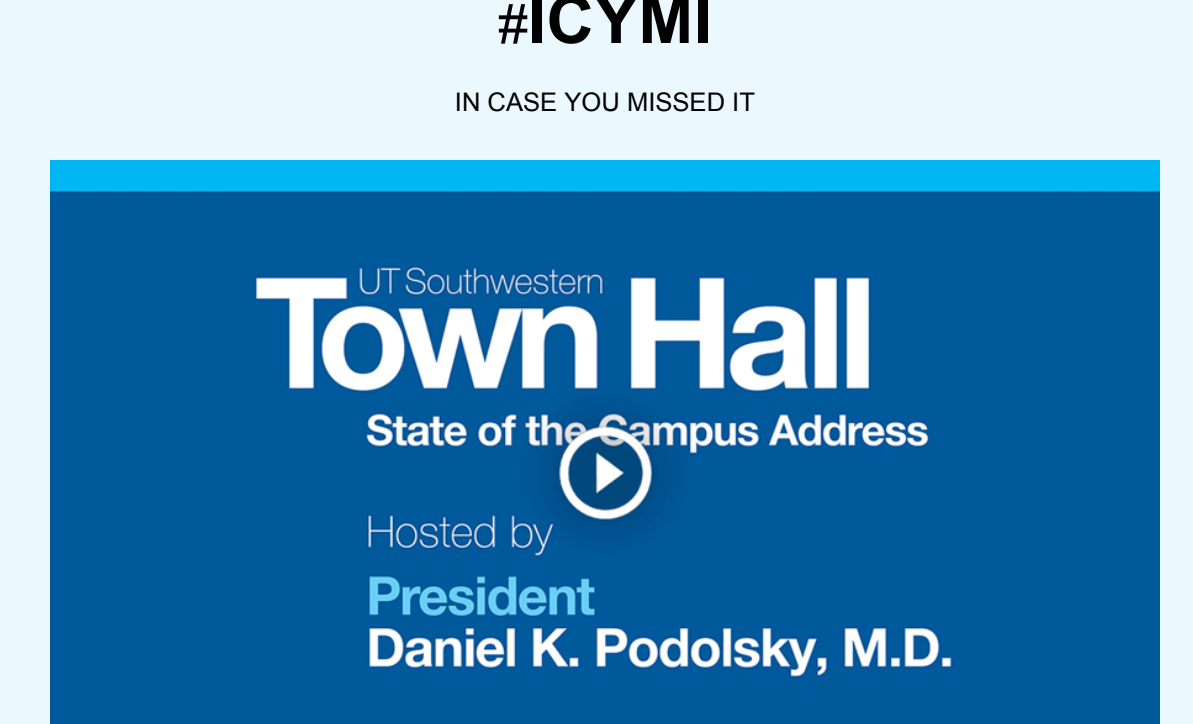 #ICYMI
IN CASE YOU MISSED IT
UT Southwestern
Town Hall
State of the Campus Address
Hosted by
President
Daniel K. Podolsky, M.D.